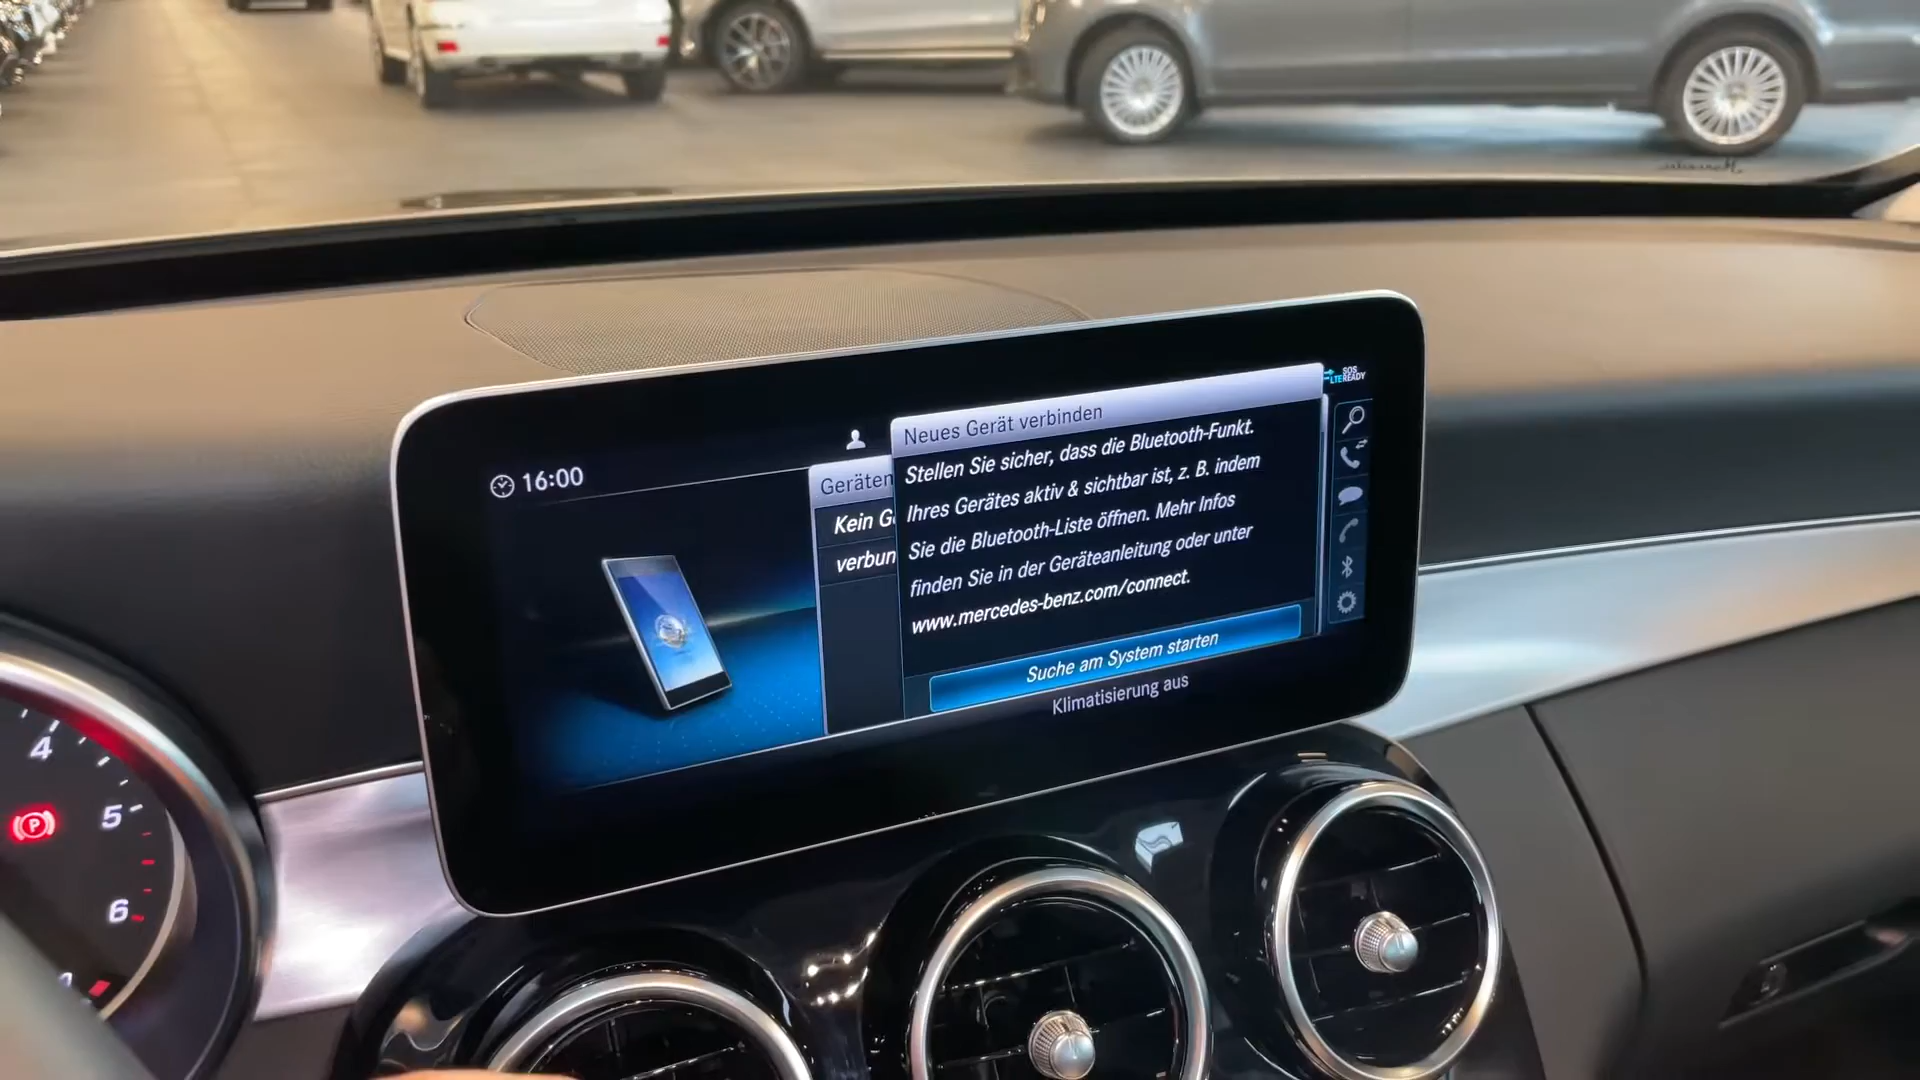 16:00
SOS
LTE READY
Geräten
Kein G
verbun
Neues Gerät verbinden
Stellen Sie sicher, dass die Bluetooth-Funkt.
Ihres Gerätes aktiv & sichtbar ist, z. B. indem
Sie die Bluetooth-Liste öffnen. Mehr Infos
finden Sie in der Geräteanleitung oder unter
www.mercedes-benz.com/connect.
Suche am System starten
Klimatisierung aus
4
5
6
P